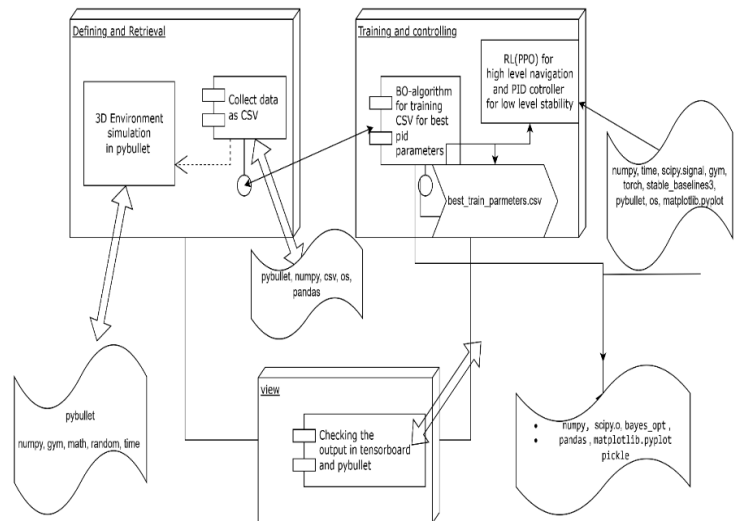 Defining and Retrieval
3D Environment
simulation
in pybullet
Collect data
as CSV
Training and controlling
BO-algorithm
for training
CSV for best
pid
parameters
RL(PPO) for
high level navigation
and PID cotroller
for low level stability
best_train_parmeters.csv
numpy, time, scipy.signal, gym,
torch, stable_baselines3,
pybullet, os, matplotlib.pyplot
pybullet, numpy, csv, os,
pandas
pybullet
numpy, gym, math, random, time
view
Checking the
output in tensorboard
and pybullet
• numpy, scipy.o, bayes_opt ,
• pandas ,matplotlib.pyplot
pickle